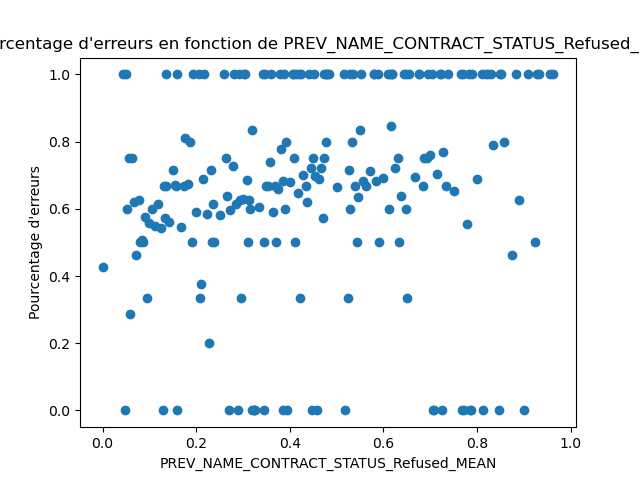 rcentage d'erreurs en fonction de PREV_NAME_CONTRACT_STATUS_Refused_
1.0
0.8
0.6
0.4
0.2
0.0
Pourcentage d'erreurs
0.0 0.2 0.4 0.6 0.8 1.0
PREV_NAME_CONTRACT_STATUS_Refused_MEAN